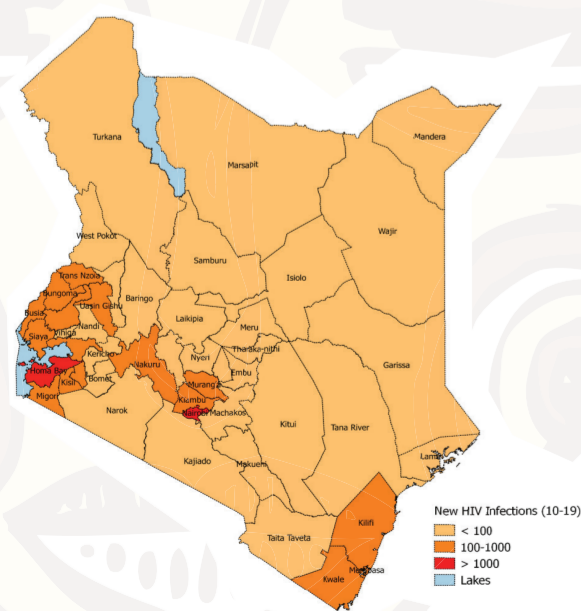 Turkana
Mandera
Marsabit
Wajir
West Pokot
Samburu
Isiolo
Trans Nzoia
Bungoma
Uasin Gishu
Baringo
Busia
Laikipia
Meru
Siaya
Vihiga
Nandi
Tharaka-nithi
Kericho
Nyeri
Garissa
Homa Bay
Nakuru
Embu
Kisii
Bomet
Murang'a
Migori
Kiambu
Narok
Nairobi
Machakos
Kitui
Tana River
Kajiado
Makueni
Lamu
Kilifi
Taita Taveta
Mombasa
Kwale
New HIV Infections (10-19)
< 100
100-1000
> 1000
Lakes